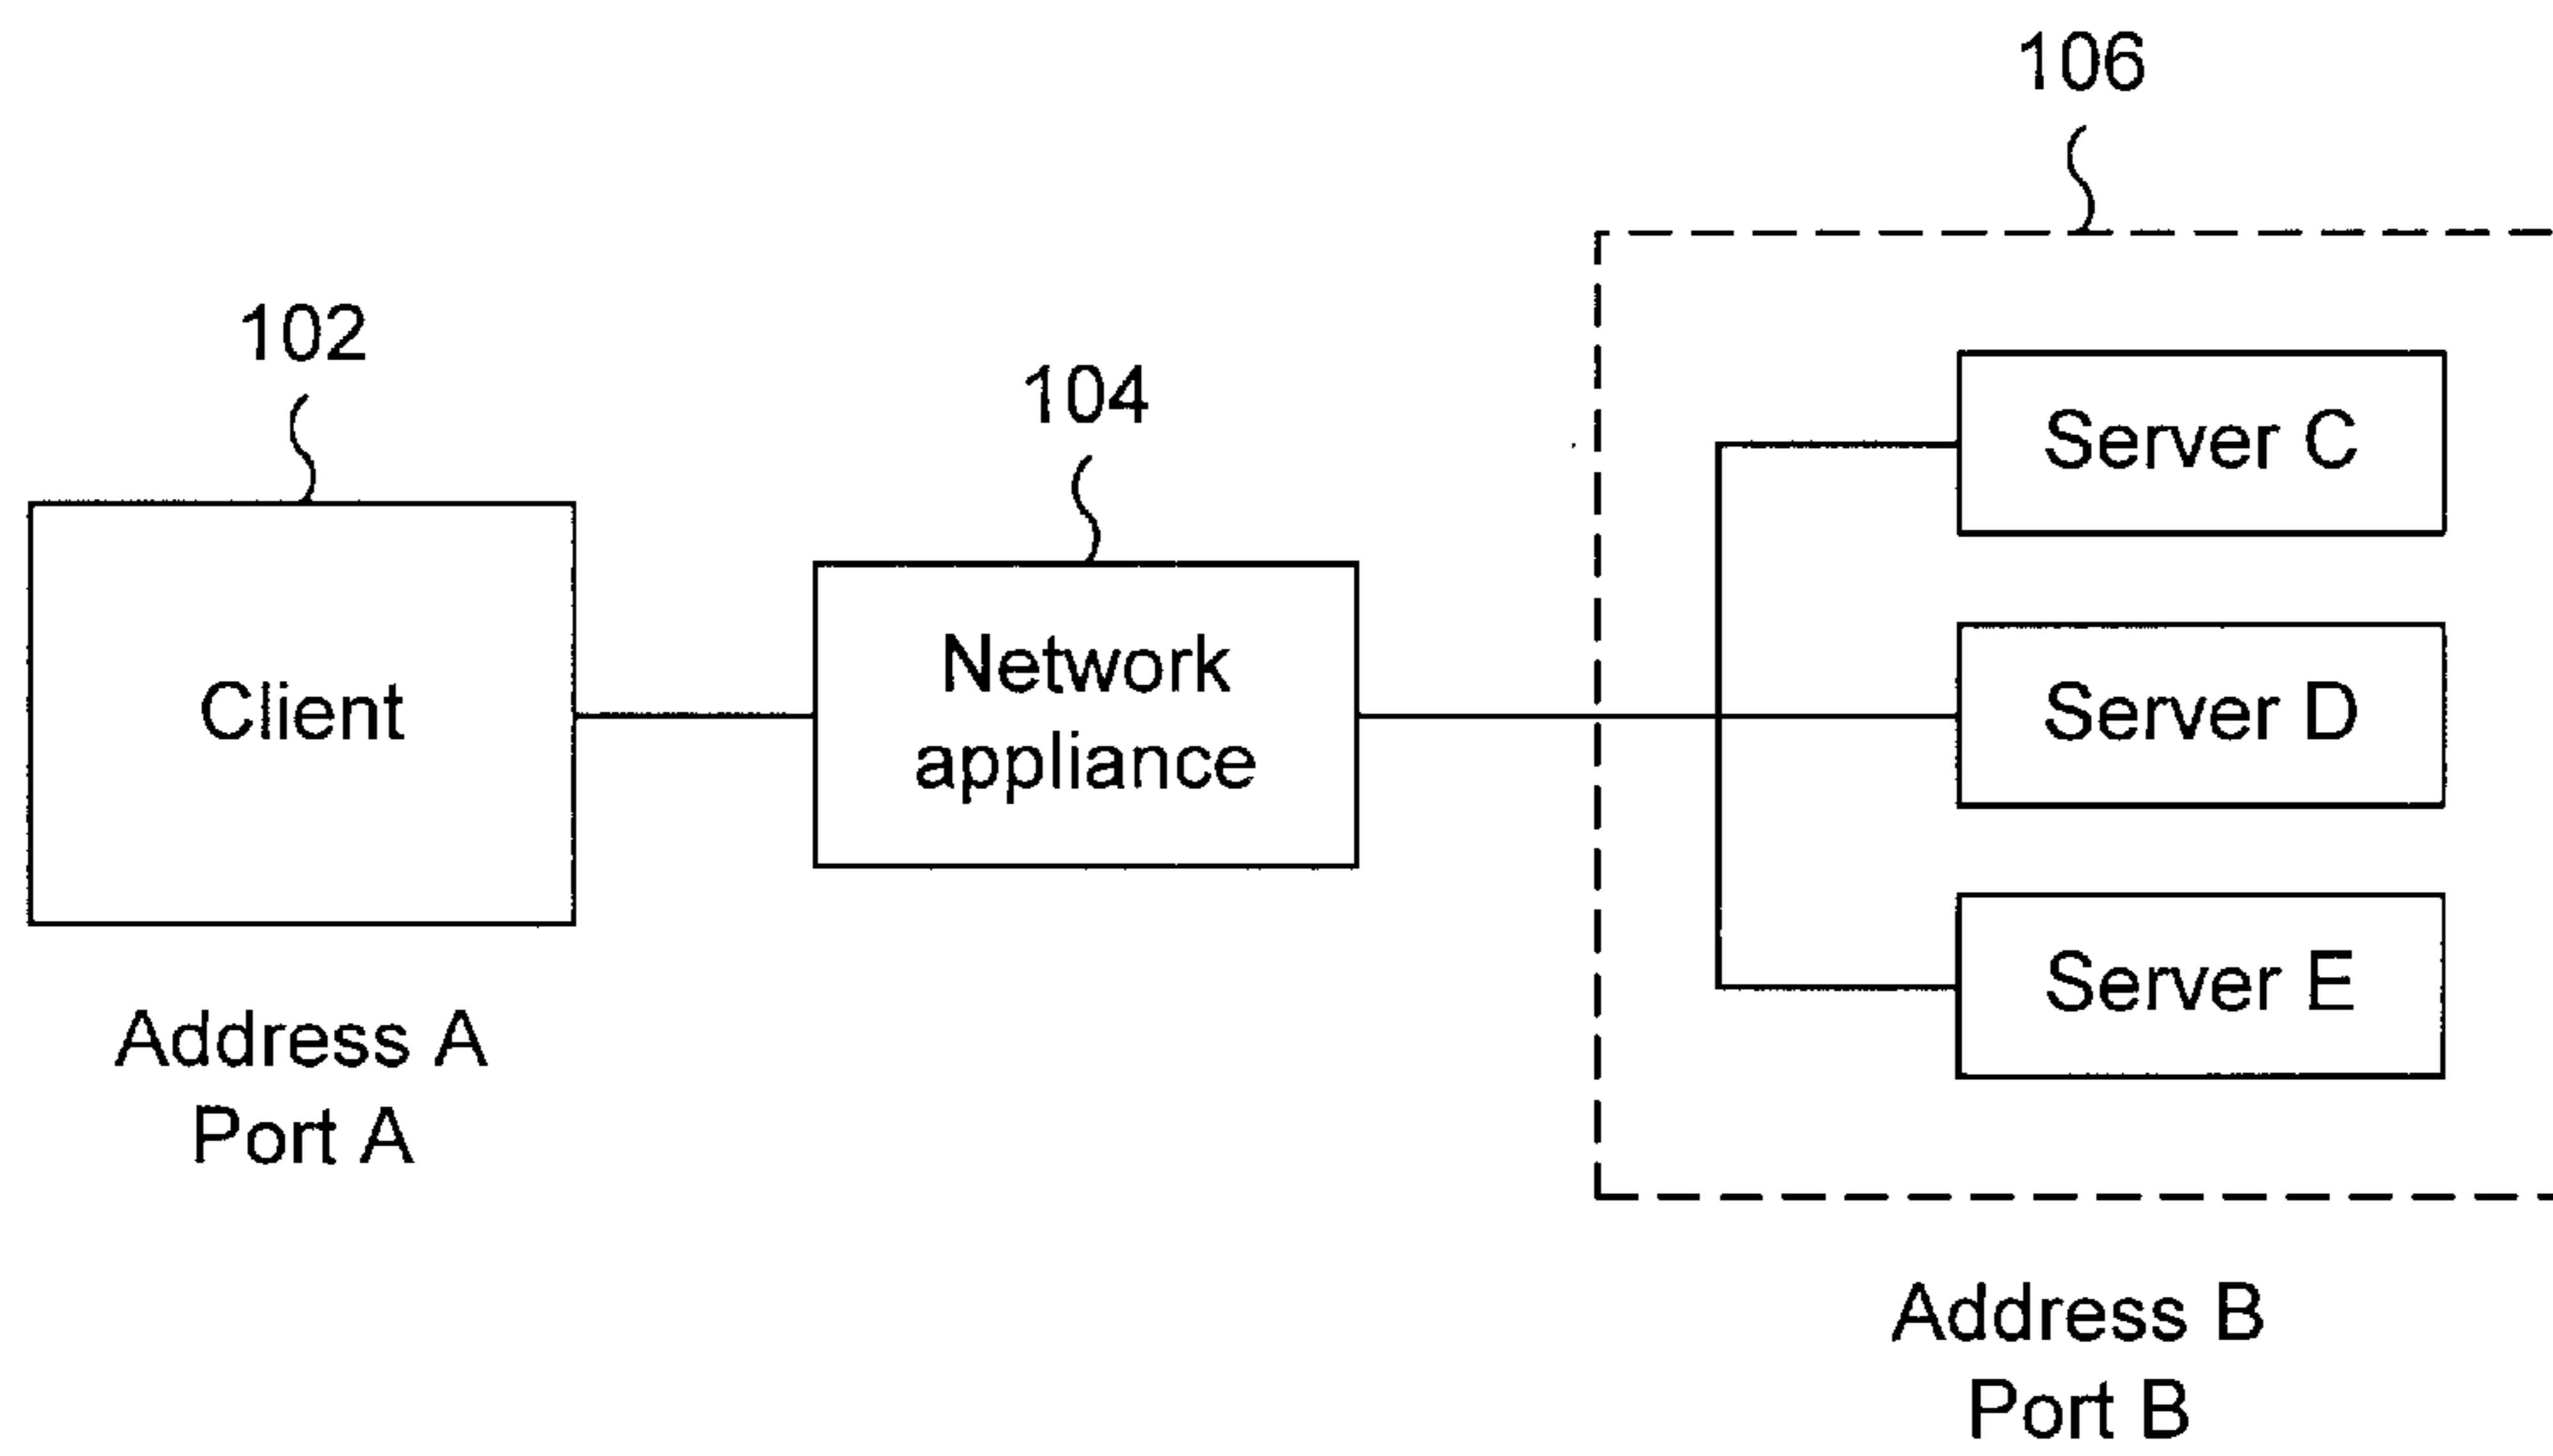 106
102
104
Server C
Network
appliance
Client
Server D
Server E
Address A
Port A
Address B
Port B